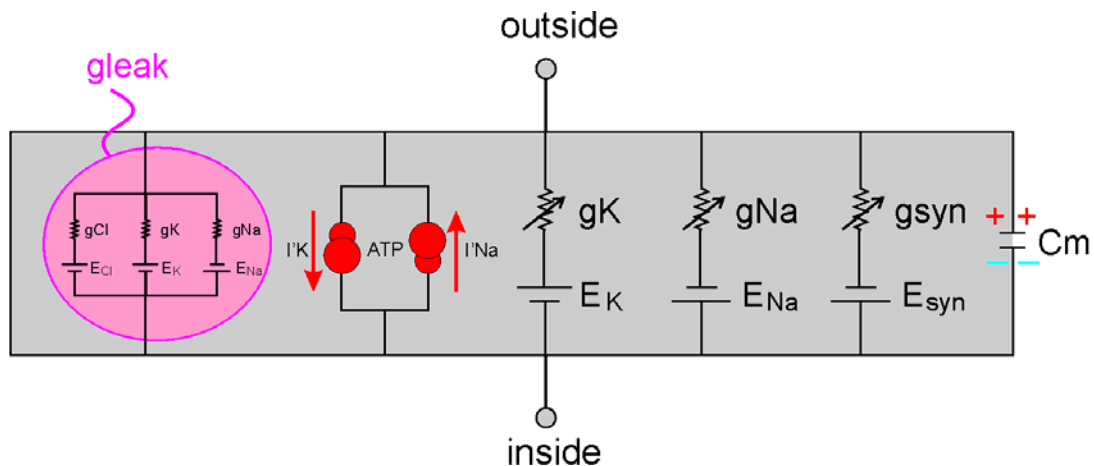 outside
gleak
gCl gK gNa
ECl EK ENa
I'K ATP I'Na
gK gNa gsyn
EK ENa Esyn
+ +
Cm
− −
inside